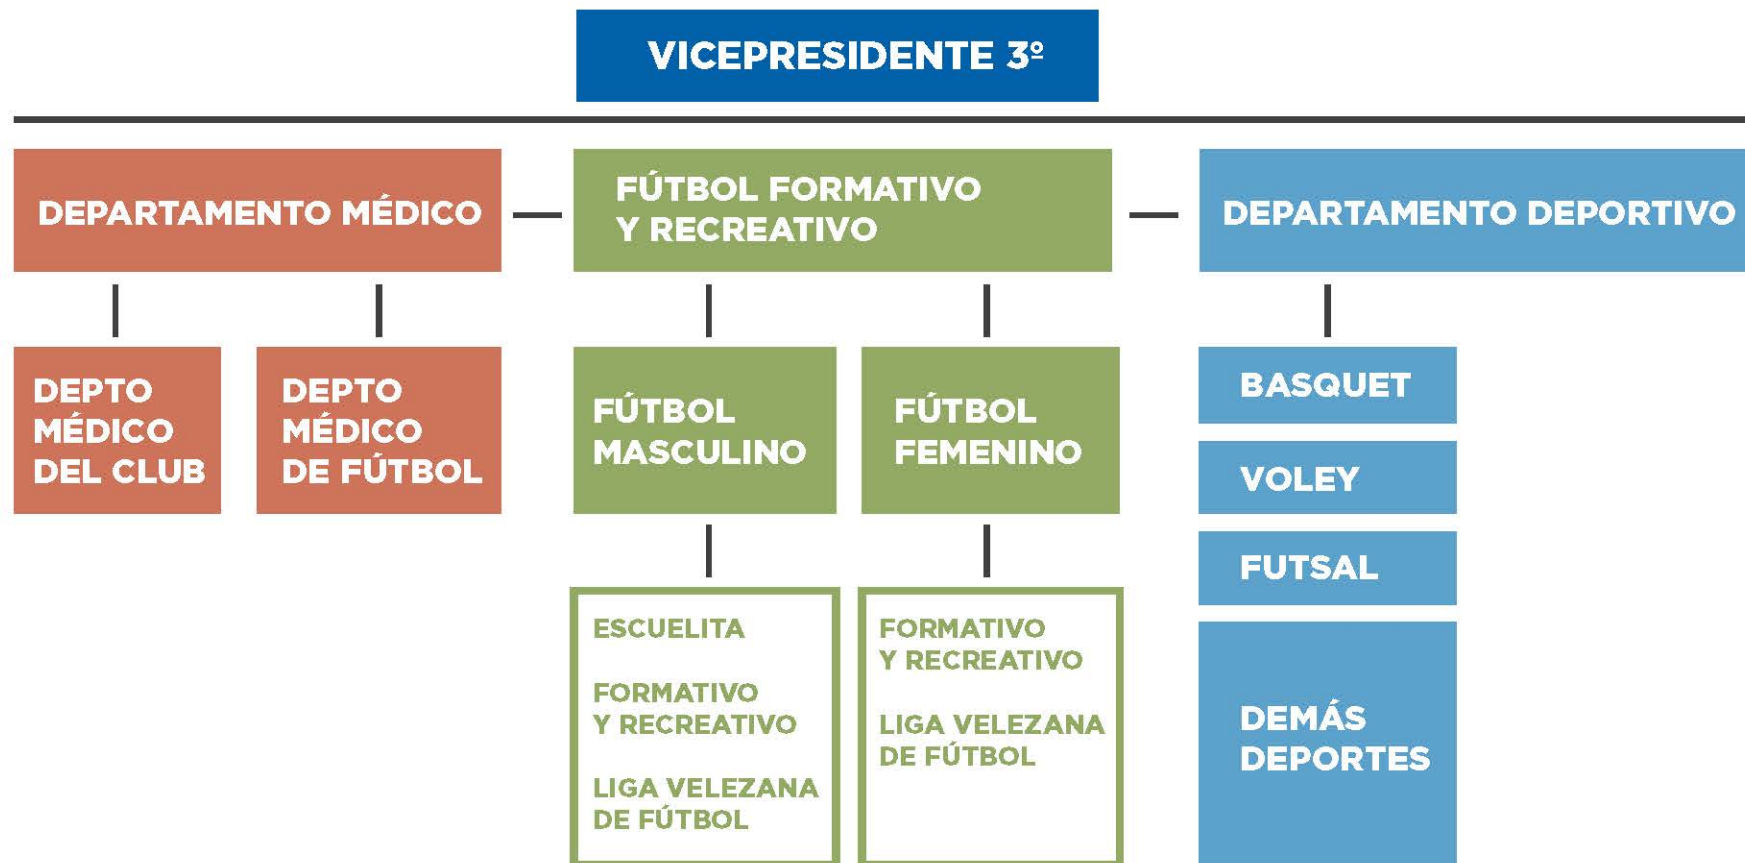 VICEPRESIDENTE 3º
DEPARTAMENTO MÉDICO
FÚTBOL FORMATIVO
Y RECREATIVO
DEPARTAMENTO DEPORTIVO
DEPTO
MÉDICO
DEL CLUB
DEPTO
MÉDICO
DE FÚTBOL
FÚTBOL
MASCULINO
FÚTBOL
FEMENINO
BASQUET
VOLEY
FUTSAL
DEMÁS
DEPORTES
ESCUELITA
FORMATIVO
Y RECREATIVO
LIGA VELEZANA
DE FÚTBOL
FORMATIVO
Y RECREATIVO
LIGA VELEZANA
DE FÚTBOL